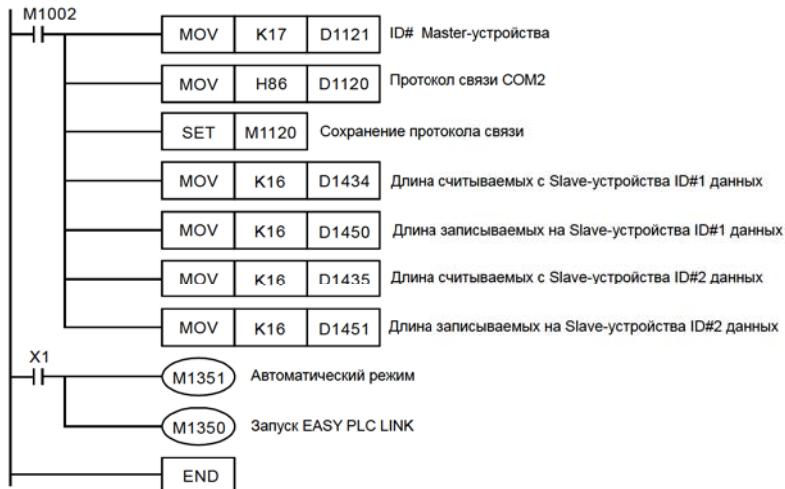 M1002
MOV K17 D1121 ID# Master-устройства
MOV H86 D1120 Протокол связи COM2
SET M1120 Сохранение протокола связи
MOV K16 D1434 Длина считываемых с Slave-устройства ID#1 данных
MOV K16 D1450 Длина записываемых на Slave-устройства ID#1 данных
MOV K16 D1435 Длина считываемых с Slave-устройства ID#2 данных
MOV K16 D1451 Длина записываемых на Slave-устройства ID#2 данных
X1
M1351 Автоматический режим
M1350 Запуск EASY PLC LINK
END